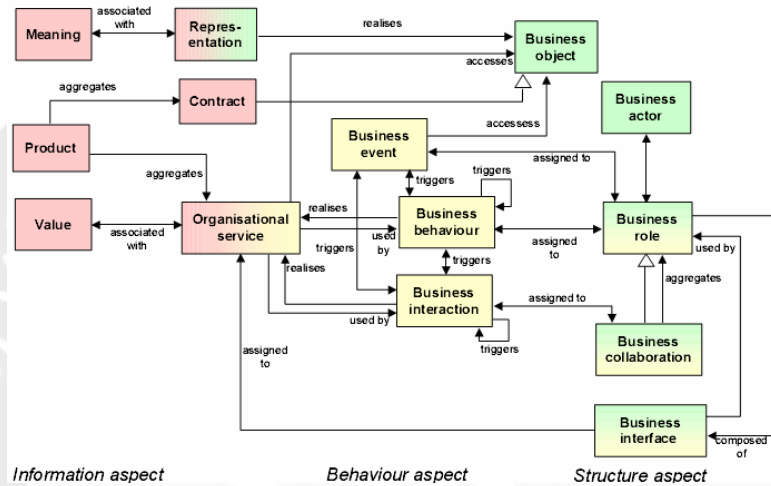 associated
with
Meaning
Repres-
entation
realises
Business
object
accesses
aggregates
Contract
Business
actor
accessess
Business
event
Product
assigned to
triggers
triggers
aggregates
Value
associated
with
Organisational
service
realises
triggers
used
by
Business
behaviour
assigned
to
Business
role
used by
realises
triggers
aggregates
Business
interaction
assigned to
used by
triggers
Business
collaboration
assigned
to
Business
interface
composed
of
Information aspect
Behaviour aspect
Structure aspect